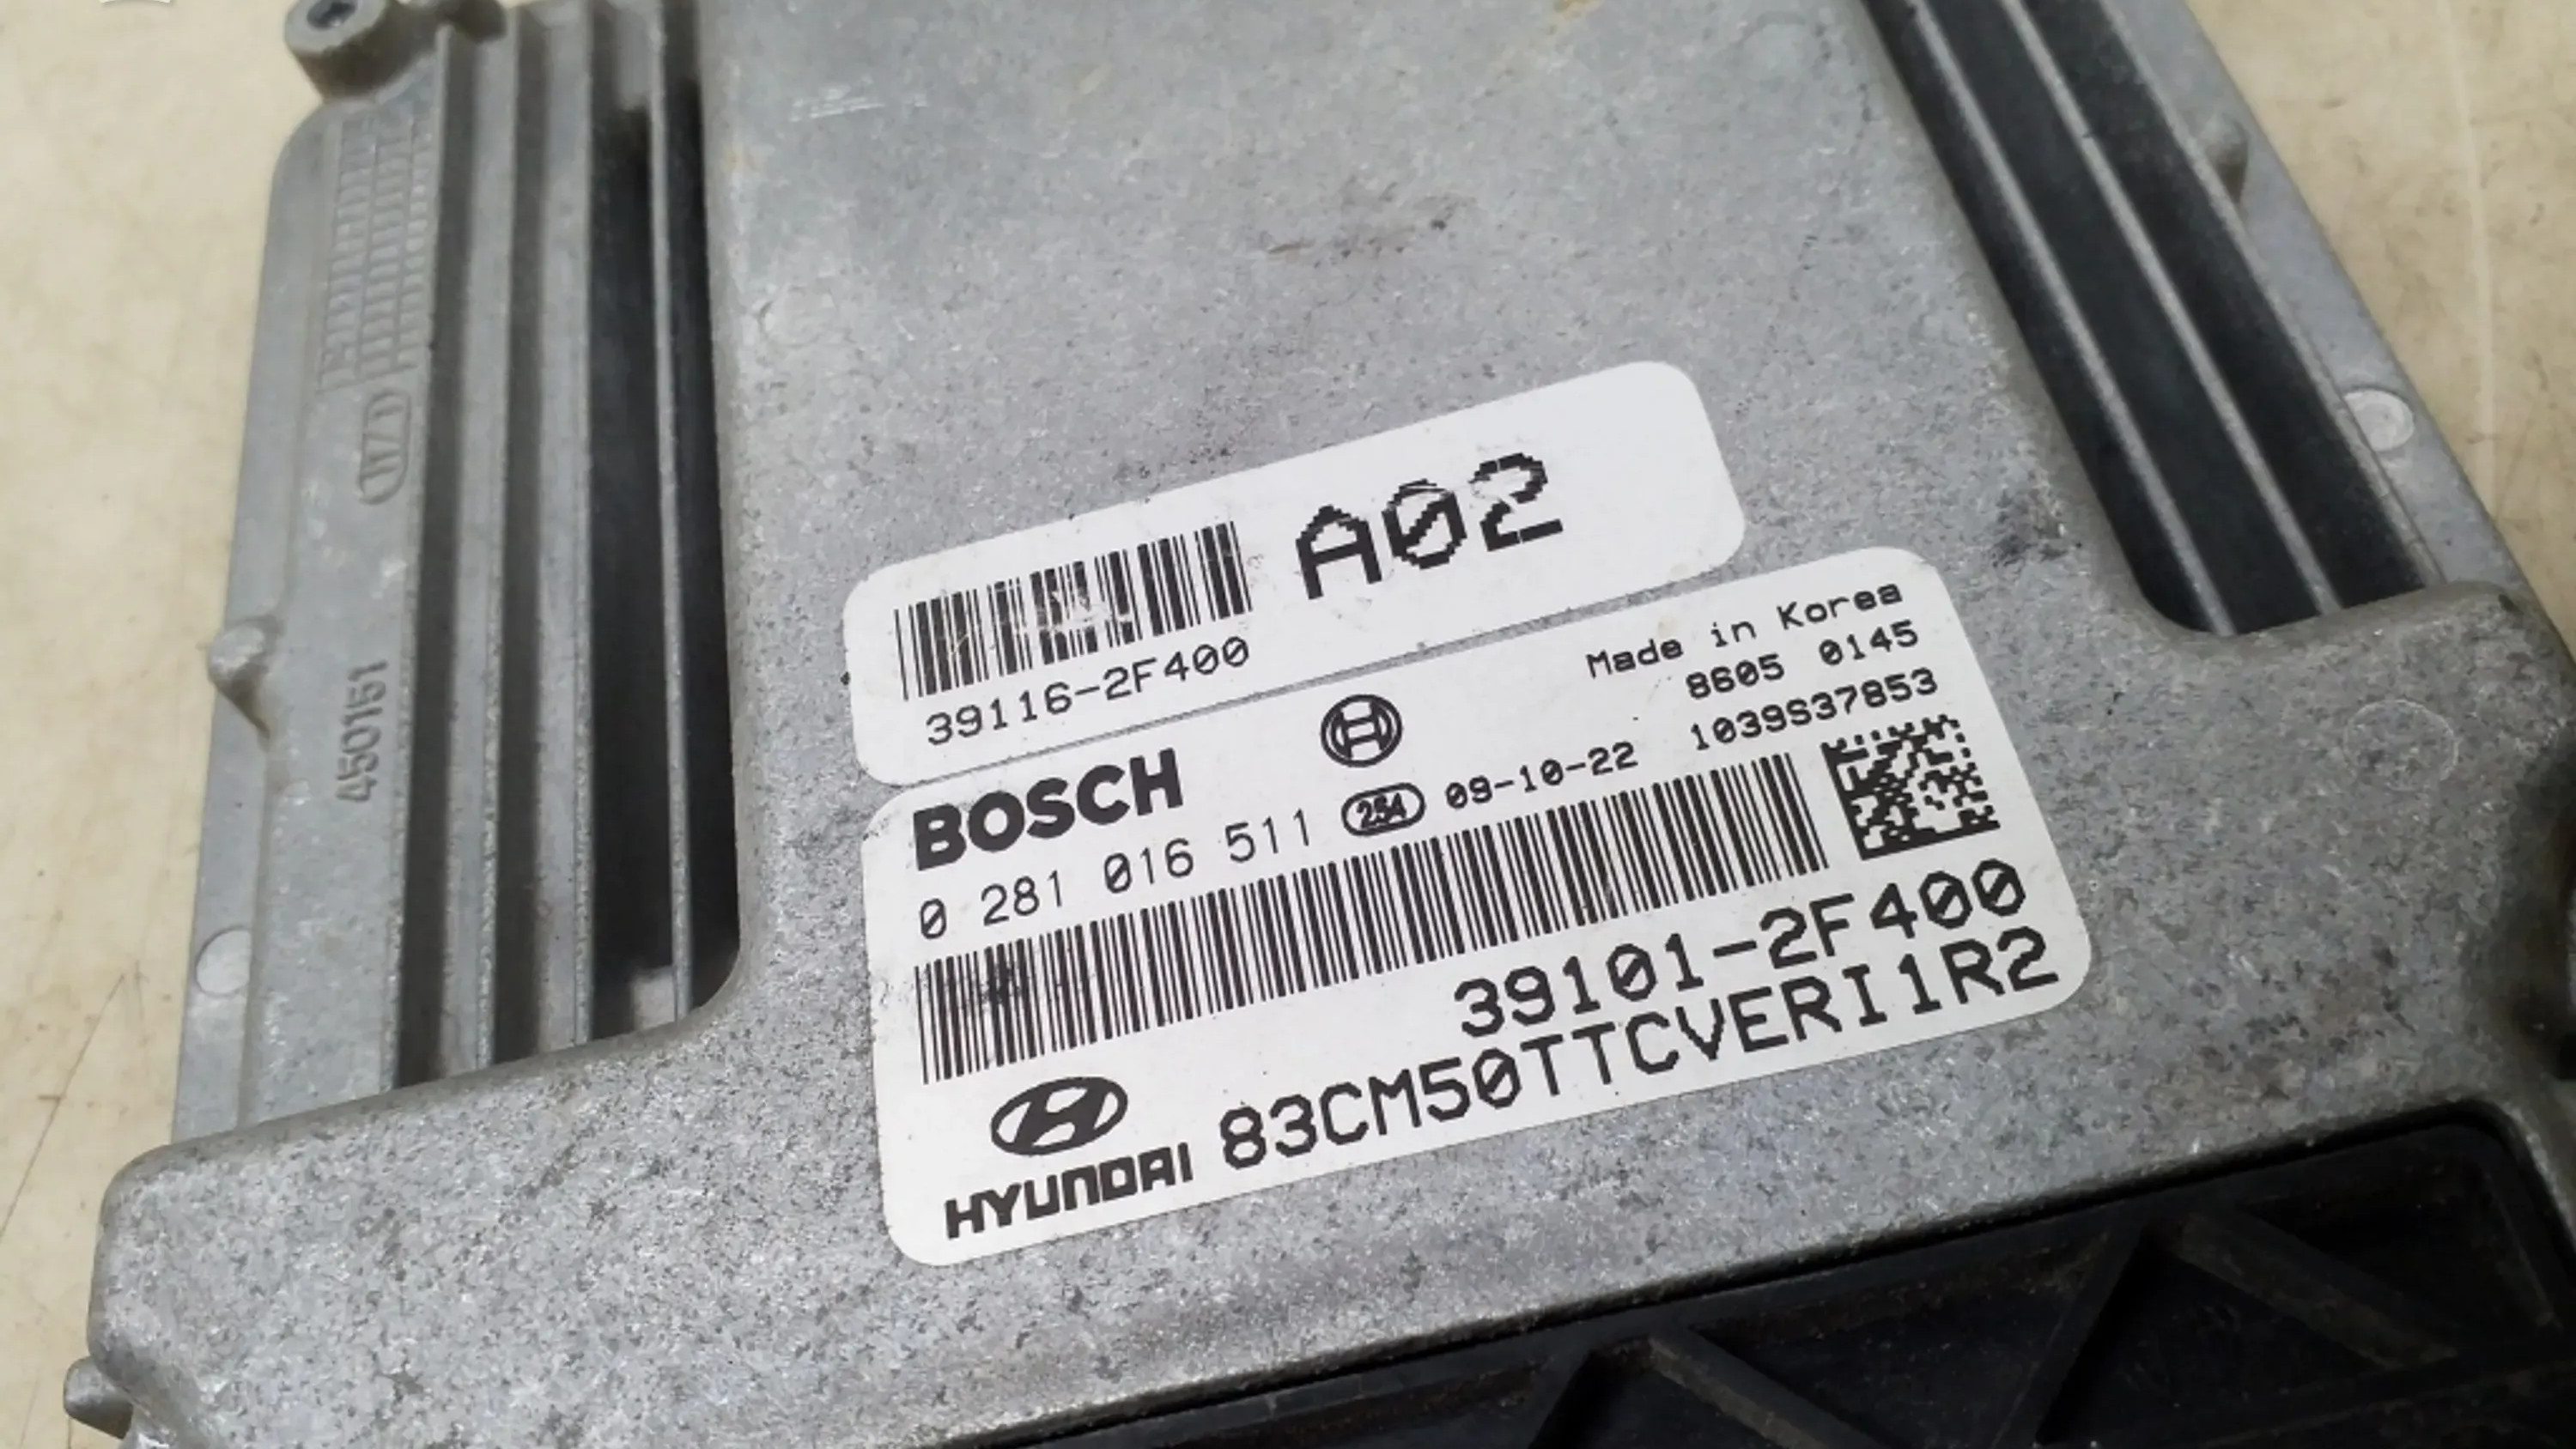 A02
39116-2F400
Made in Korea
8605 0145
1039S37853
BOSCH
0 281 016 511 254 09-10-22
39101-2F400
83CM50TTCVERI1R2
HYUNDAI
450151